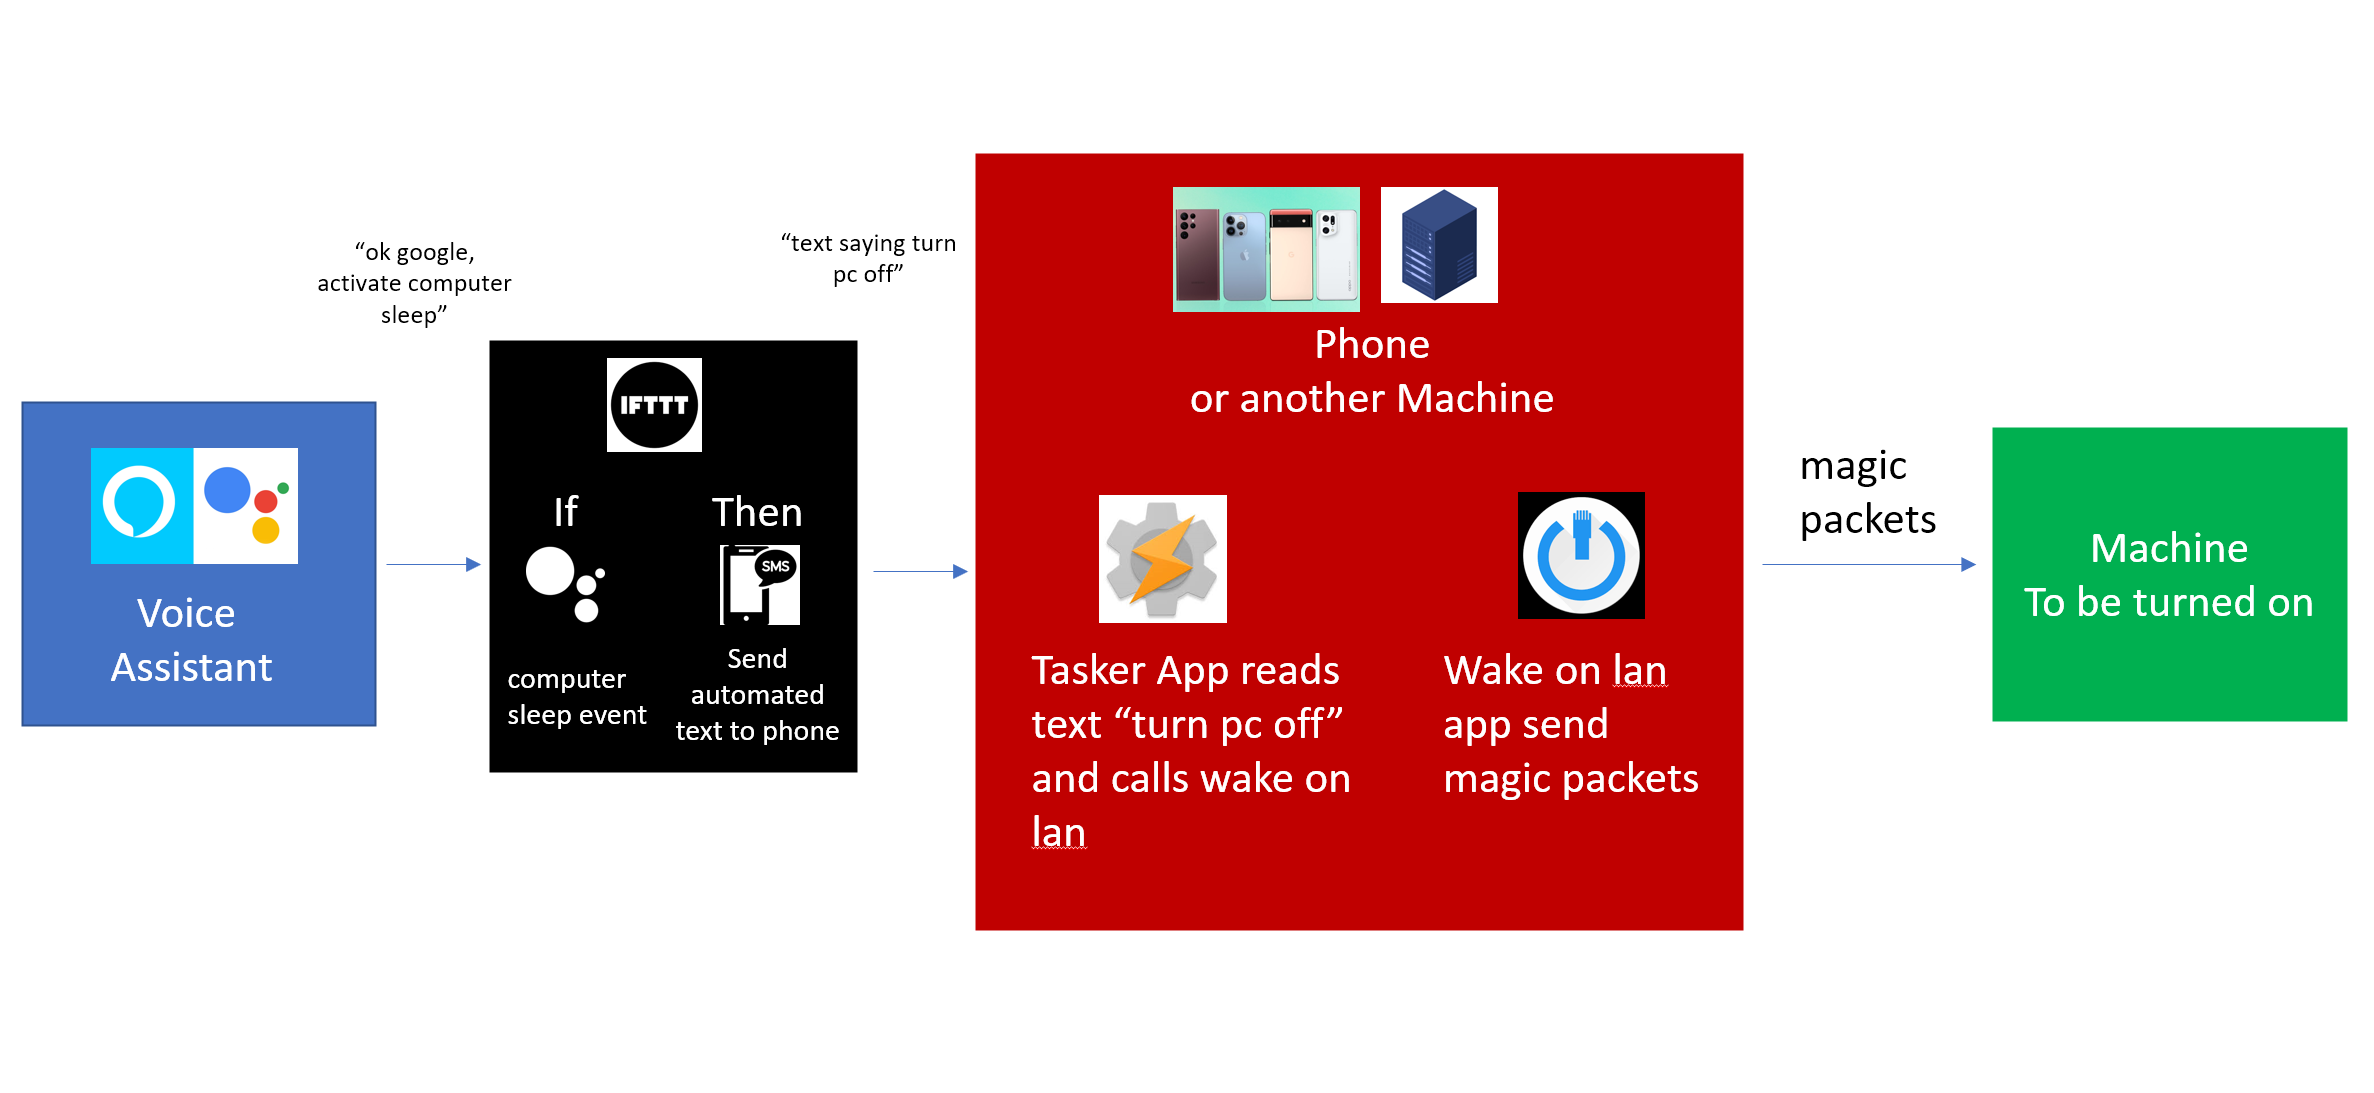 “ok google,
activate computer
sleep”
“text saying turn
pc off”
Voice
Assistant
IFTTT
If
Then
SMS
computer
sleep event
Send
automated
text to phone
Phone
or another Machine
Tasker App reads
text “turn pc off”
and calls wake on
lan
Wake on lan
app send
magic packets
magic
packets
Machine
To be turned on